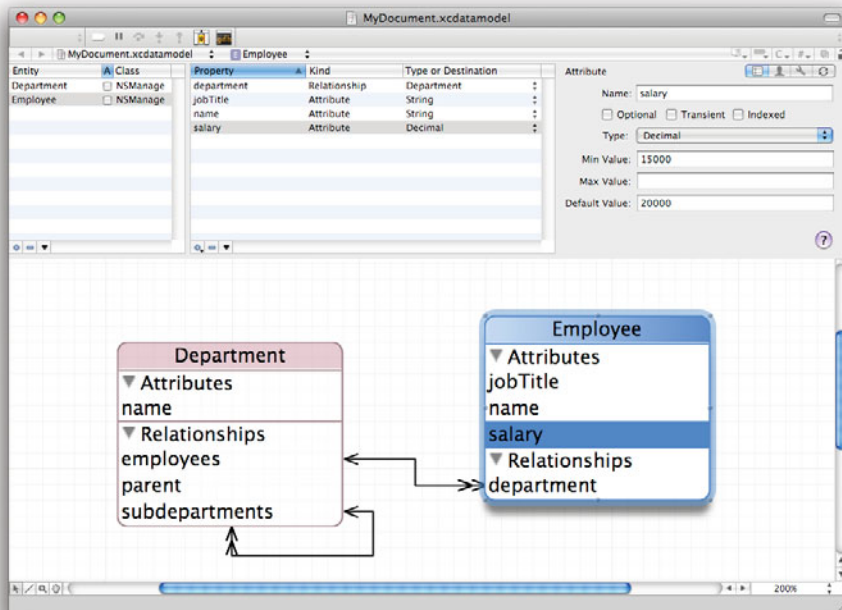 MyDocument.xcdatamodel
MyDocument.xcdatamodel Employee
Entity A Class
Department NSManage
Employee NSManage
Property Kind Type or Destination
department Relationship Department
jobTitle Attribute String
name Attribute String
salary Attribute Decimal
Attribute
Name: salary
Optional Transient Indexed
Type: Decimal
Min Value: 15000
Max Value:
Default Value: 20000
?
Department
Attributes
name
Relationships
employees
parent
subdepartments
Employee
Attributes
jobTitle
name
salary
Relationships
department
200%